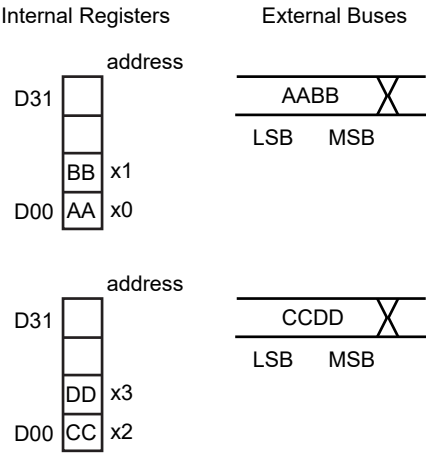 Internal Registers External Buses
address
D31 AABB
LSB MSB
BB x1
D00 AA x0
address
D31 CCDD
LSB MSB
DD x3
D00 CC x2